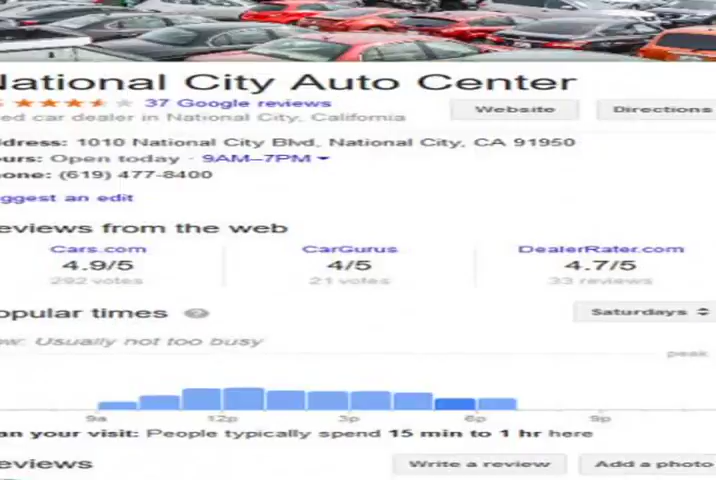 National City Auto Center
37 Google reviews
Website
Directions
ed car dealer in National City, California
dress: 1010 National City Blvd, National City, CA 91950
urs: Open today · 9AM–7PM
one: (619) 477-8400
ggest an edit
eviews from the web
Cars.com
CarGurus
DealerRater.com
4.9/5
4/5
4.7/5
292 votes
21 votes
33 reviews
opular times
Saturdays
ow: Usually not too busy
peak
9a 12p 3p 6p 9p
an your visit: People typically spend 15 min to 1 hr here
eviews
Write a review
Add a photo